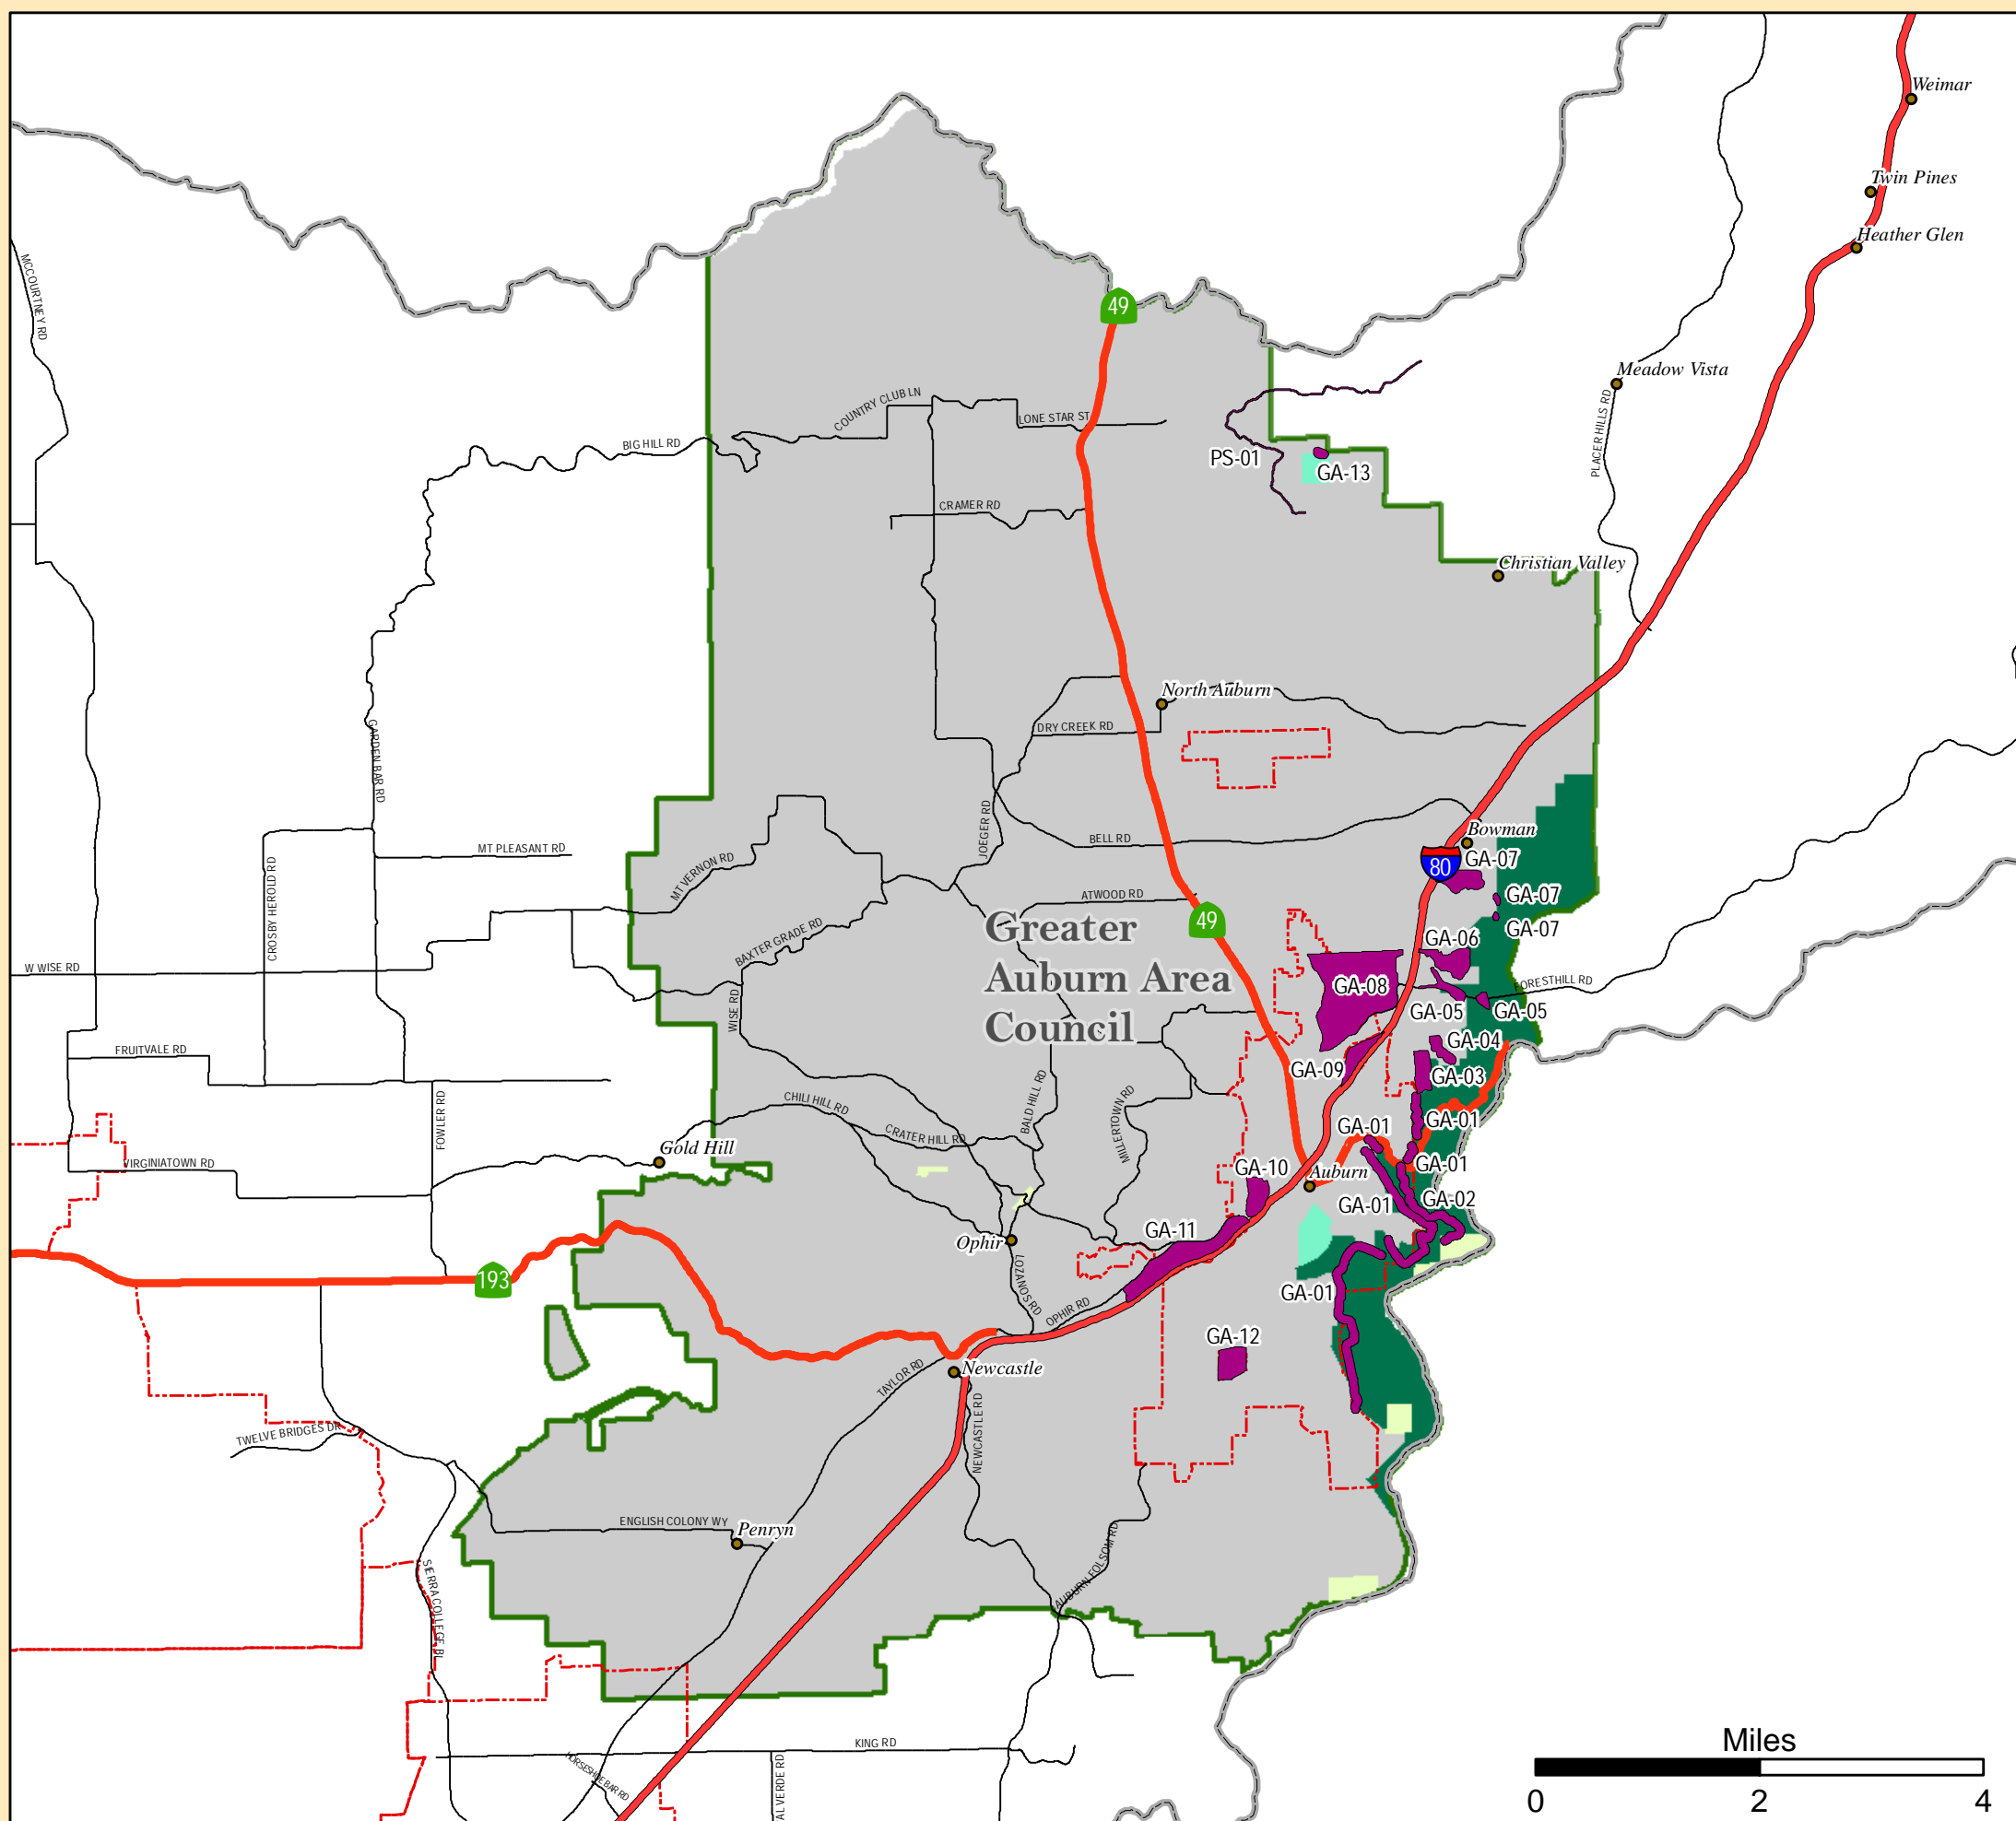 Weimar
Twin Pines
Heather Glen
MCCOURTNEY RD
49
Meadow Vista
PLACER HILLS RD
COUNTRY CLUB LN
LONE STAR ST
BIG HILL RD
PS-01
GA-13
CRAMER RD
Christian Valley
North Auburn
DRY CREEK RD
GARDEN BAR RD
JOEGER RD
BELL RD
Bowman
MT PLEASANT RD
MT VERNON RD
80
GA-07
ATWOOD RD
GA-07
CROSBY HEROLD RD
BAXTER GRADE RD
49
GA-07
Greater
Auburn Area
Council
GA-06
W WISE RD
GA-08
FORESTHILL RD
WISE RD
GA-05
GA-05
FRUITVALE RD
GA-04
GA-09
GA-03
FOWLER RD
CHILI HILL RD
BALD HILL RD
MILLERTOWN RD
CRATER HILL RD
GA-01
GA-01
Gold Hill
VIRGINIATOWN RD
GA-10
Auburn
GA-01
GA-01
GA-02
GA-11
Ophir
193
LOZANOS RD
GA-01
OPHIR RD
GA-12
Newcastle
TAYLOR RD
NEWCASTLE RD
TWELVE BRIDGES DR
ENGLISH COLONY WY
Penryn
AUBURN FOLSOM RD
SIERRA COLLEGE BL
KING RD
HORSESHOE BAR RD
VAL VERDE RD
Miles
0 2 4